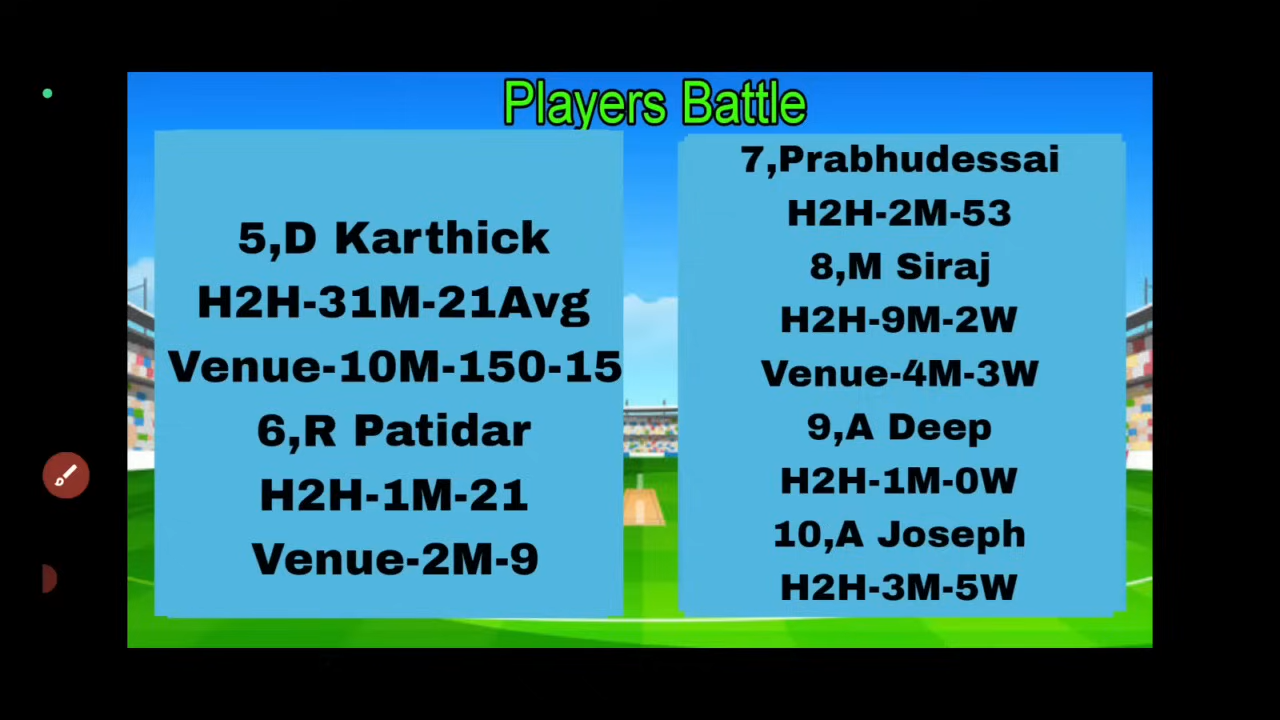 Players Battle
5,D Karthick
H2H-31M-21Avg
Venue-10M-150-15
6,R Patidar
H2H-1M-21
Venue-2M-9
7,Prabhudessai
H2H-2M-53
8,M Siraj
H2H-9M-2W
Venue-4M-3W
9,A Deep
H2H-1M-0W
10,A Joseph
H2H-3M-5W